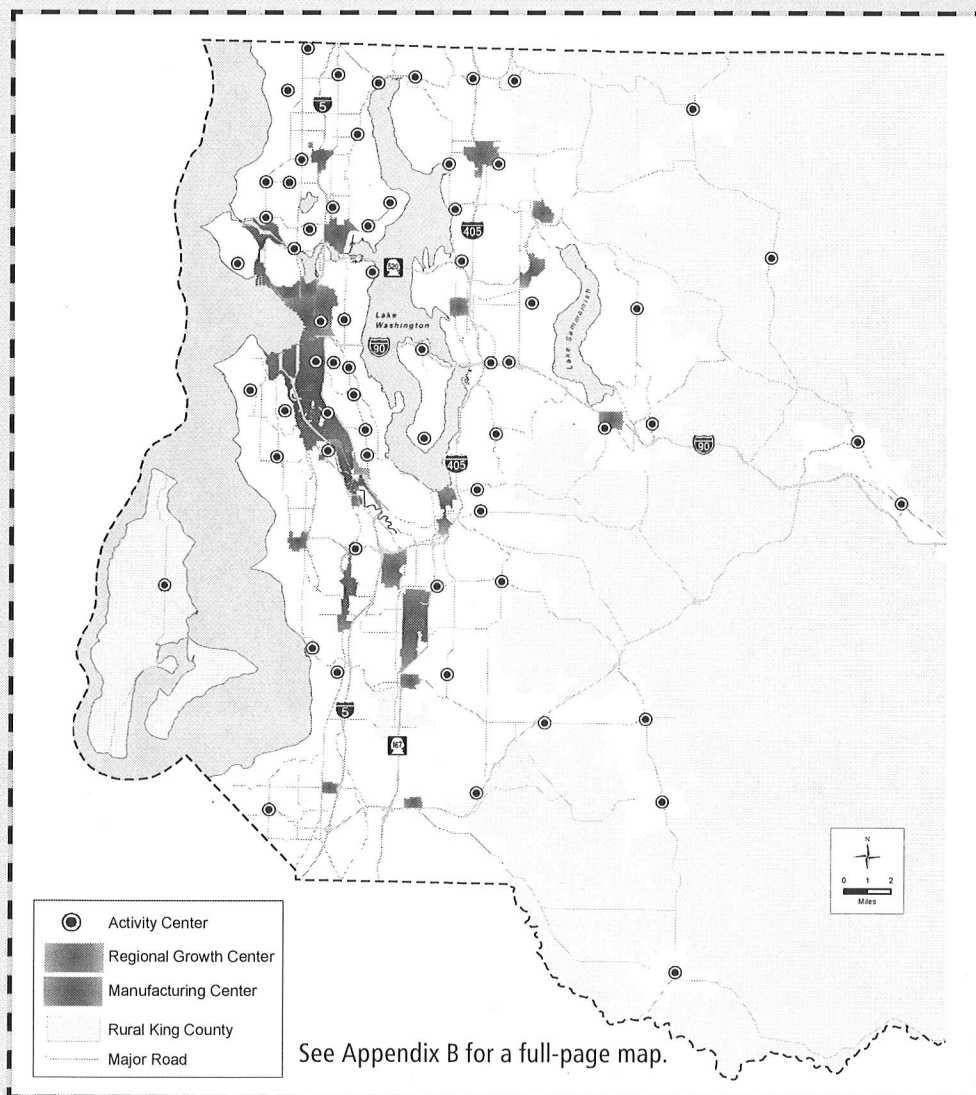 5
405
520
Lake
Washington
90
Lake Sammamish
405
90
5
167
N
0 1 2
Miles
Activity Center
Regional Growth Center
Manufacturing Center
Rural King County
Major Road
See Appendix B for a full-page map.